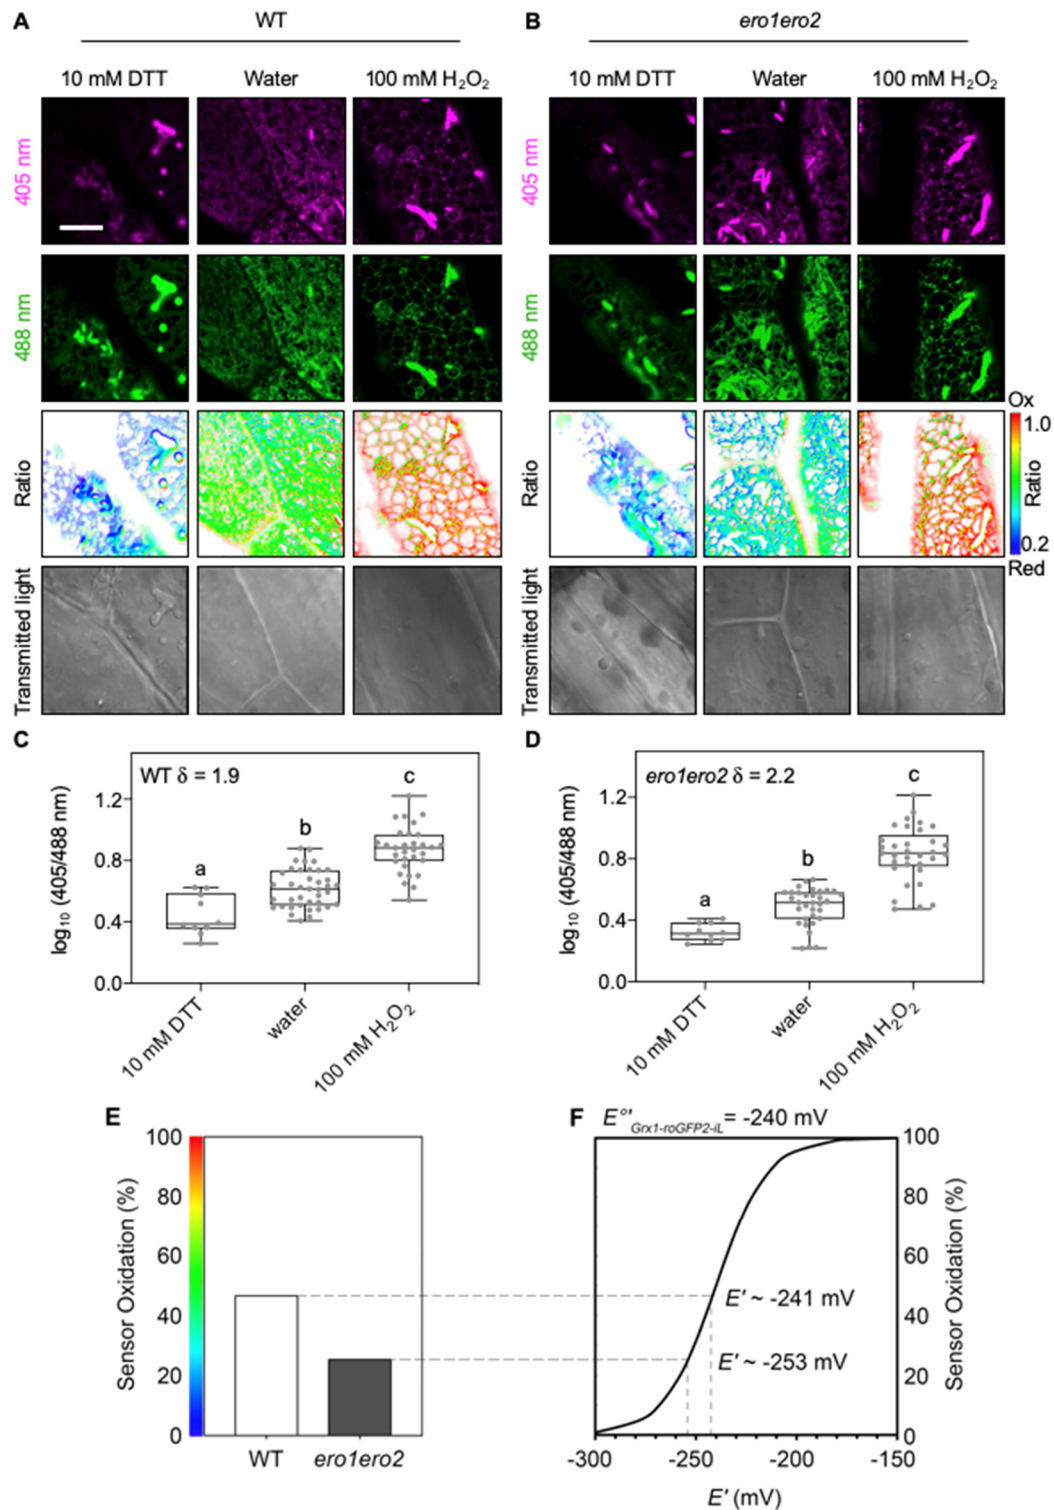 A
WT
10 mM DTT
Water
100 mM H₂O₂
405 nm
488 nm
Ratio
Transmitted light
B
ero1ero2
10 mM DTT
Water
100 mM H₂O₂
405 nm
488 nm
Ratio
Transmitted light
Ox
1.0
Ratio
0.2
Red
C
WT δ = 1.9
log₁₀ (405/488 nm)
1.2
0.8
0.4
0.0
a
b
c
10 mM DTT
water
100 mM H₂O₂
D
ero1ero2 δ = 2.2
log₁₀ (405/488 nm)
1.2
0.8
0.4
0.0
a
b
c
10 mM DTT
water
100 mM H₂O₂
E
Sensor Oxidation (%)
100
80
60
40
20
0
WT
ero1ero2
F
E°' Grx1-roGFP2-iL = -240 mV
E' ~ -241 mV
E' ~ -253 mV
100
80
60
40
20
0
Sensor Oxidation (%)
-300
-250
-200
-150
E' (mV)